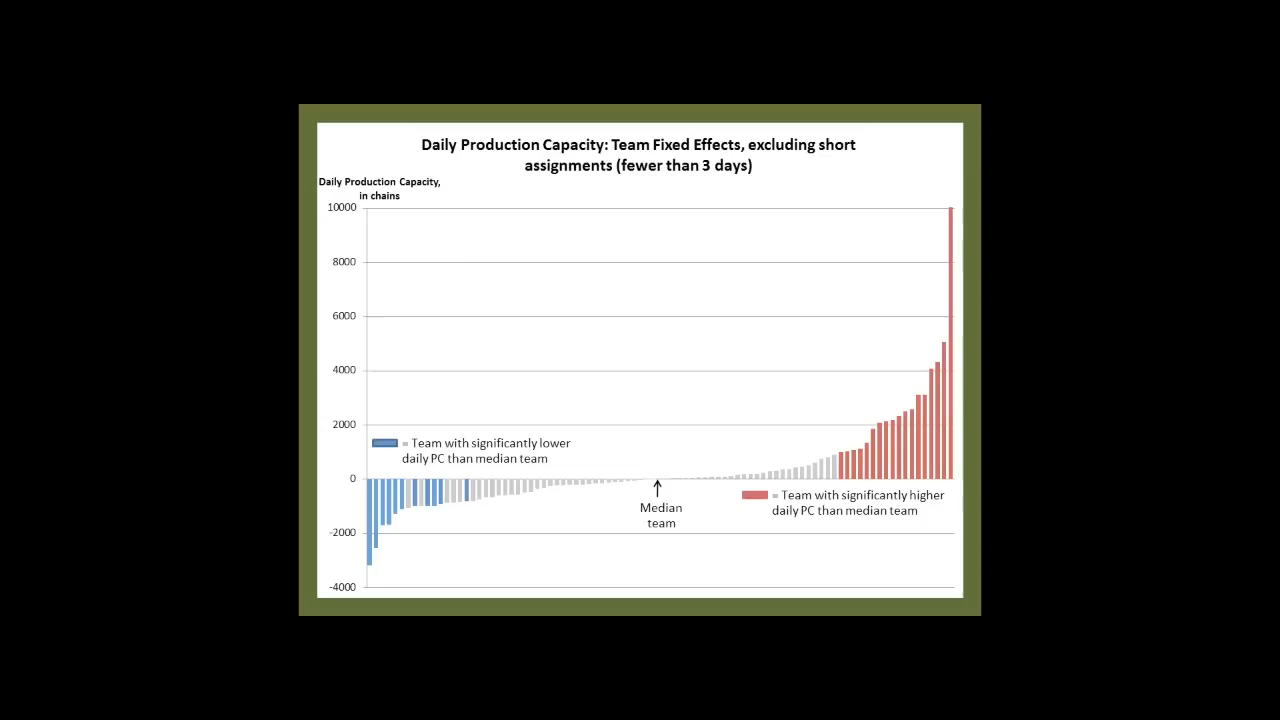 Daily Production Capacity: Team Fixed Effects, excluding short
assignments (fewer than 3 days)
Daily Production Capacity,
in chains
10000
8000
6000
4000
2000
0
-2000
-4000
= Team with significantly lower
daily PC than median team
Median
team
= Team with significantly higher
daily PC than median team